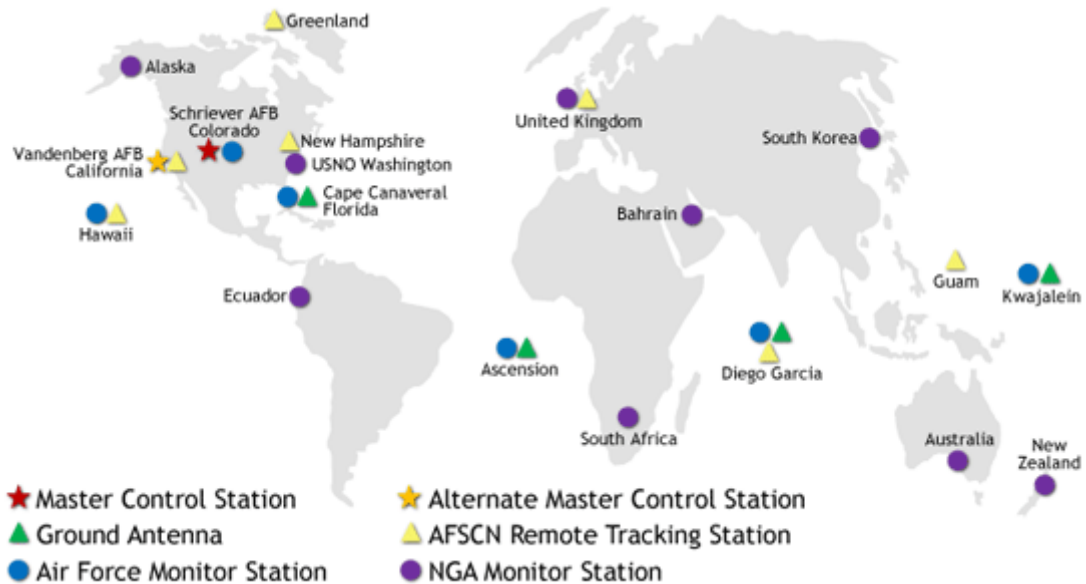 Greenland
Alaska
Schriever AFB
Colorado
New Hampshire
Vandenberg AFB
California
USNO Washington
Cape Canaveral
Florida
Hawaii
Ecuador
United Kingdom
South Korea
Bahrain
Guam
Kwajalein
Ascension
Diego Garcia
South Africa
Australia
New
Zealand
Master Control Station
Alternate Master Control Station
Ground Antenna
AFSCN Remote Tracking Station
Air Force Monitor Station
NGA Monitor Station